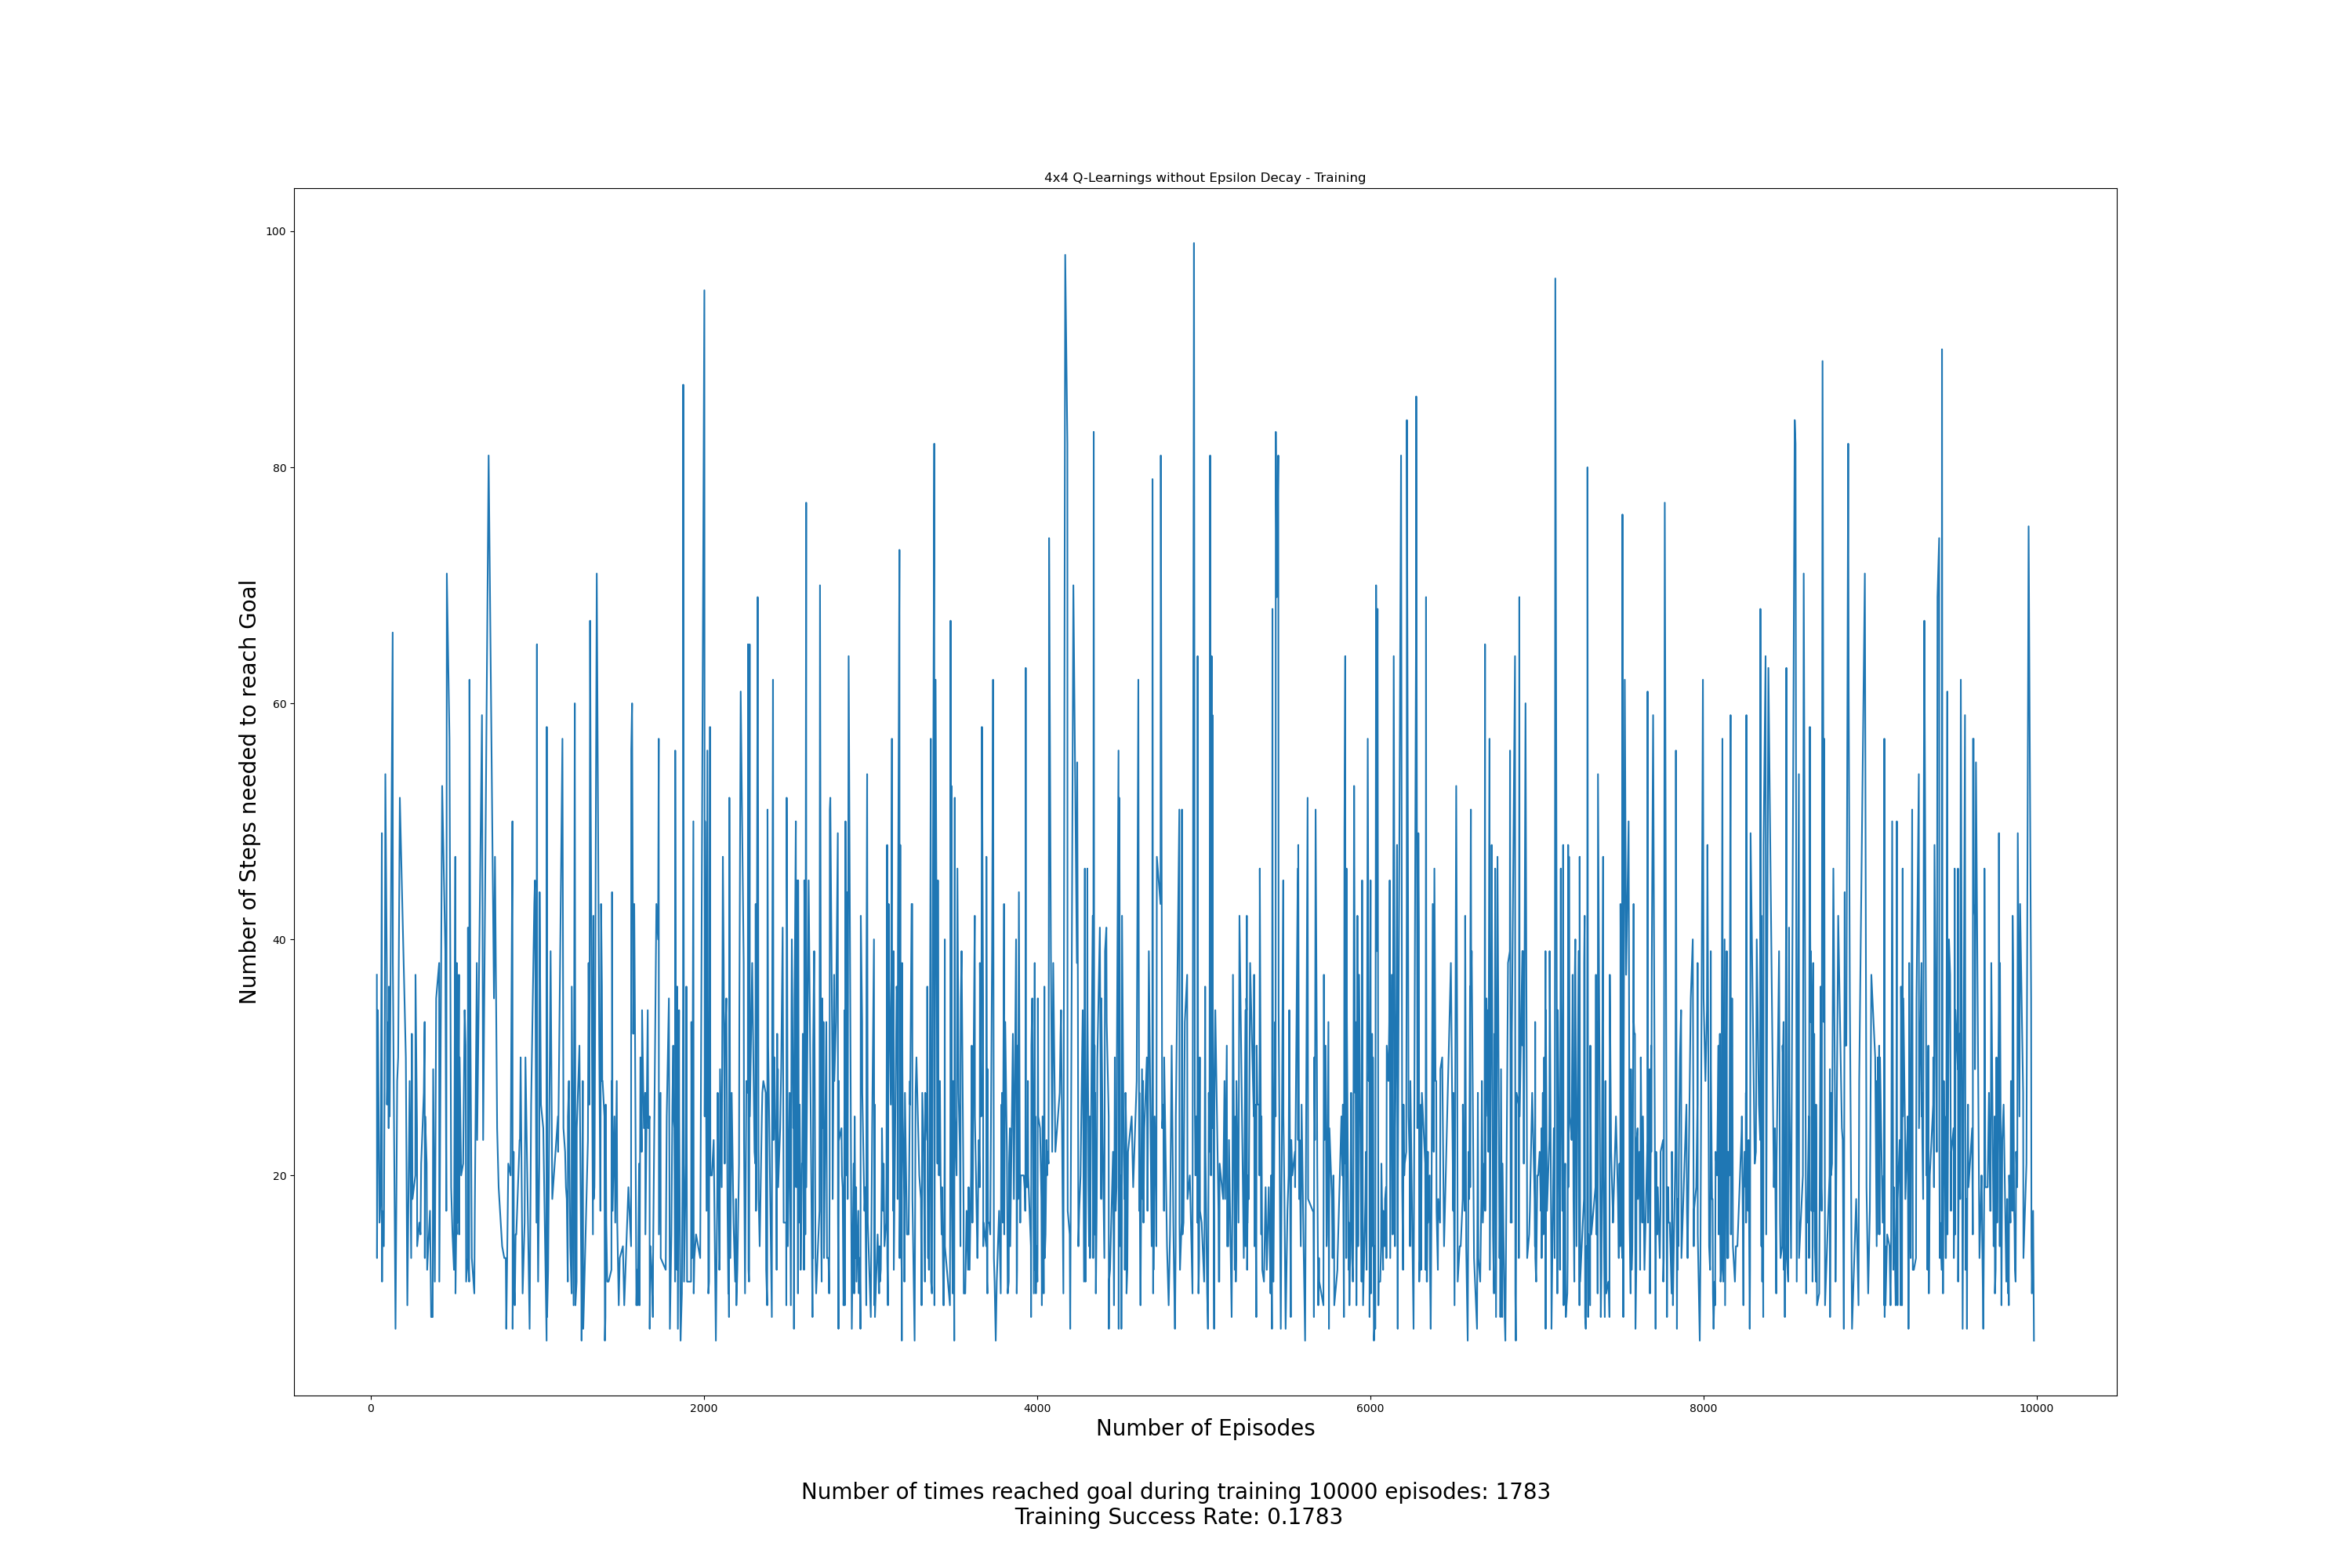 4x4 Q-Learnings without Epsilon Decay - Training
100
80
60
40
20
Number of Steps needed to reach Goal
0 2000 4000 6000 8000 10000
Number of Episodes
Number of times reached goal during training 10000 episodes: 1783
Training Success Rate: 0.1783